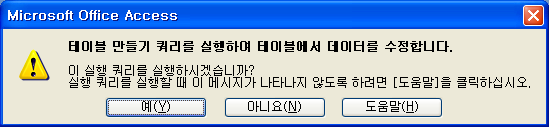 Microsoft Office Access
테이블 만들기 쿼리를 실행하여 테이블에서 데이터를 수정합니다.
이 실행 쿼리를 실행하시겠습니까?
실행 쿼리를 실행할 때 이 메시지가 나타나지 않도록 하려면 [도움말]을 클릭하십시오.
예(Y) 아니요(N) 도움말(H)